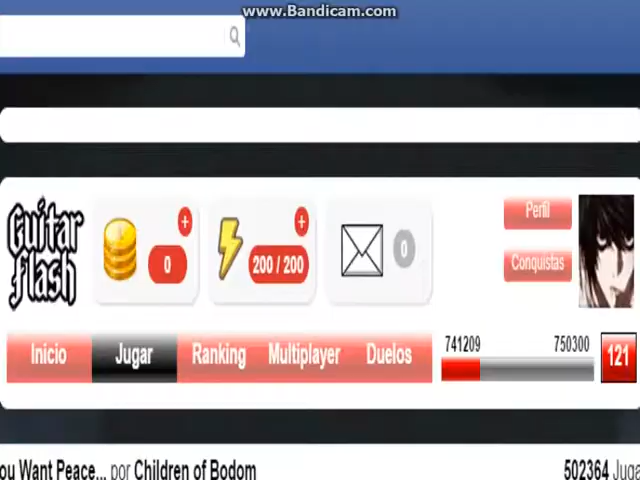 www.Bandicam.com
Guitar
Flash
+
0
+
200 / 200
0
Perfil
Conquistas
Inicio
Jugar
Ranking
Multiplayer
Duelos
741209
750300
121
ou Want Peace... por Children of Bodom
502364 Juga